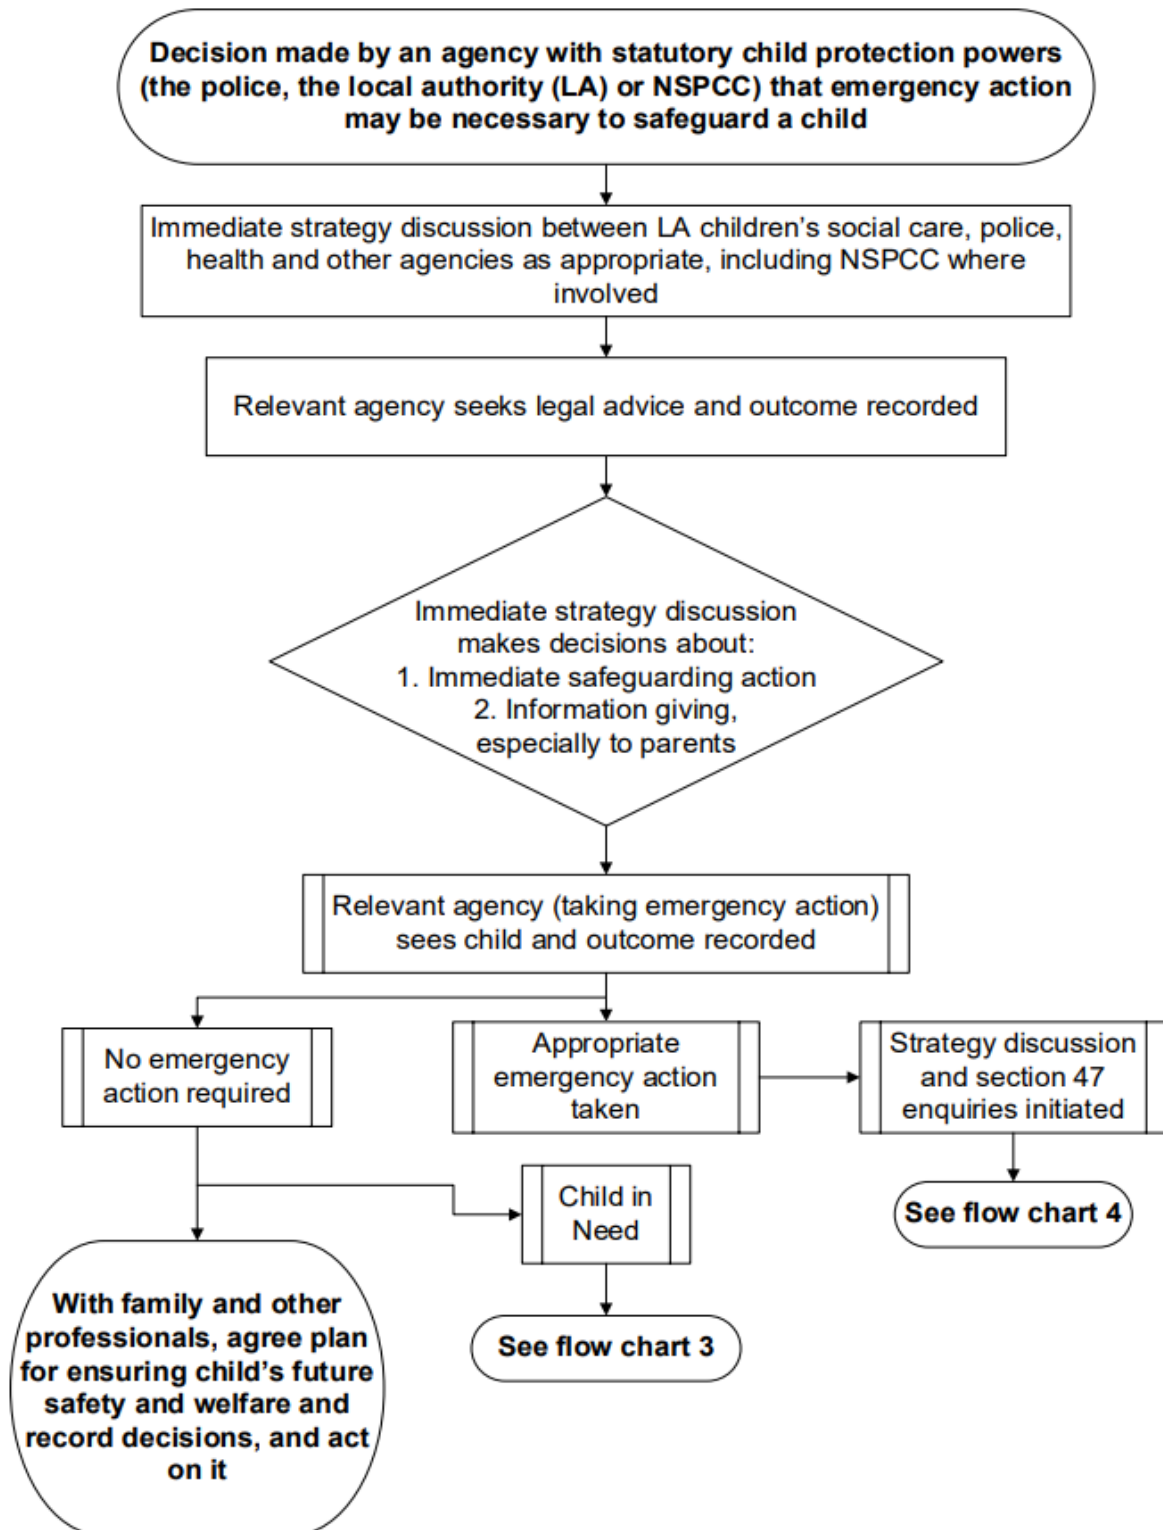 Decision made by an agency with statutory child protection powers
(the police, the local authority (LA) or NSPCC) that emergency action
may be necessary to safeguard a child
Immediate strategy discussion between LA children's social care, police,
health and other agencies as appropriate, including NSPCC where
involved
Relevant agency seeks legal advice and outcome recorded
Immediate strategy discussion
makes decisions about:
1. Immediate safeguarding action
2. Information giving,
especially to parents
Relevant agency (taking emergency action)
sees child and outcome recorded
No emergency
action required
Appropriate
emergency action
taken
Strategy discussion
and section 47
enquiries initiated
Child in
Need
See flow chart 4
With family and other
professionals, agree plan
for ensuring child's future
safety and welfare and
record decisions, and act
on it
See flow chart 3